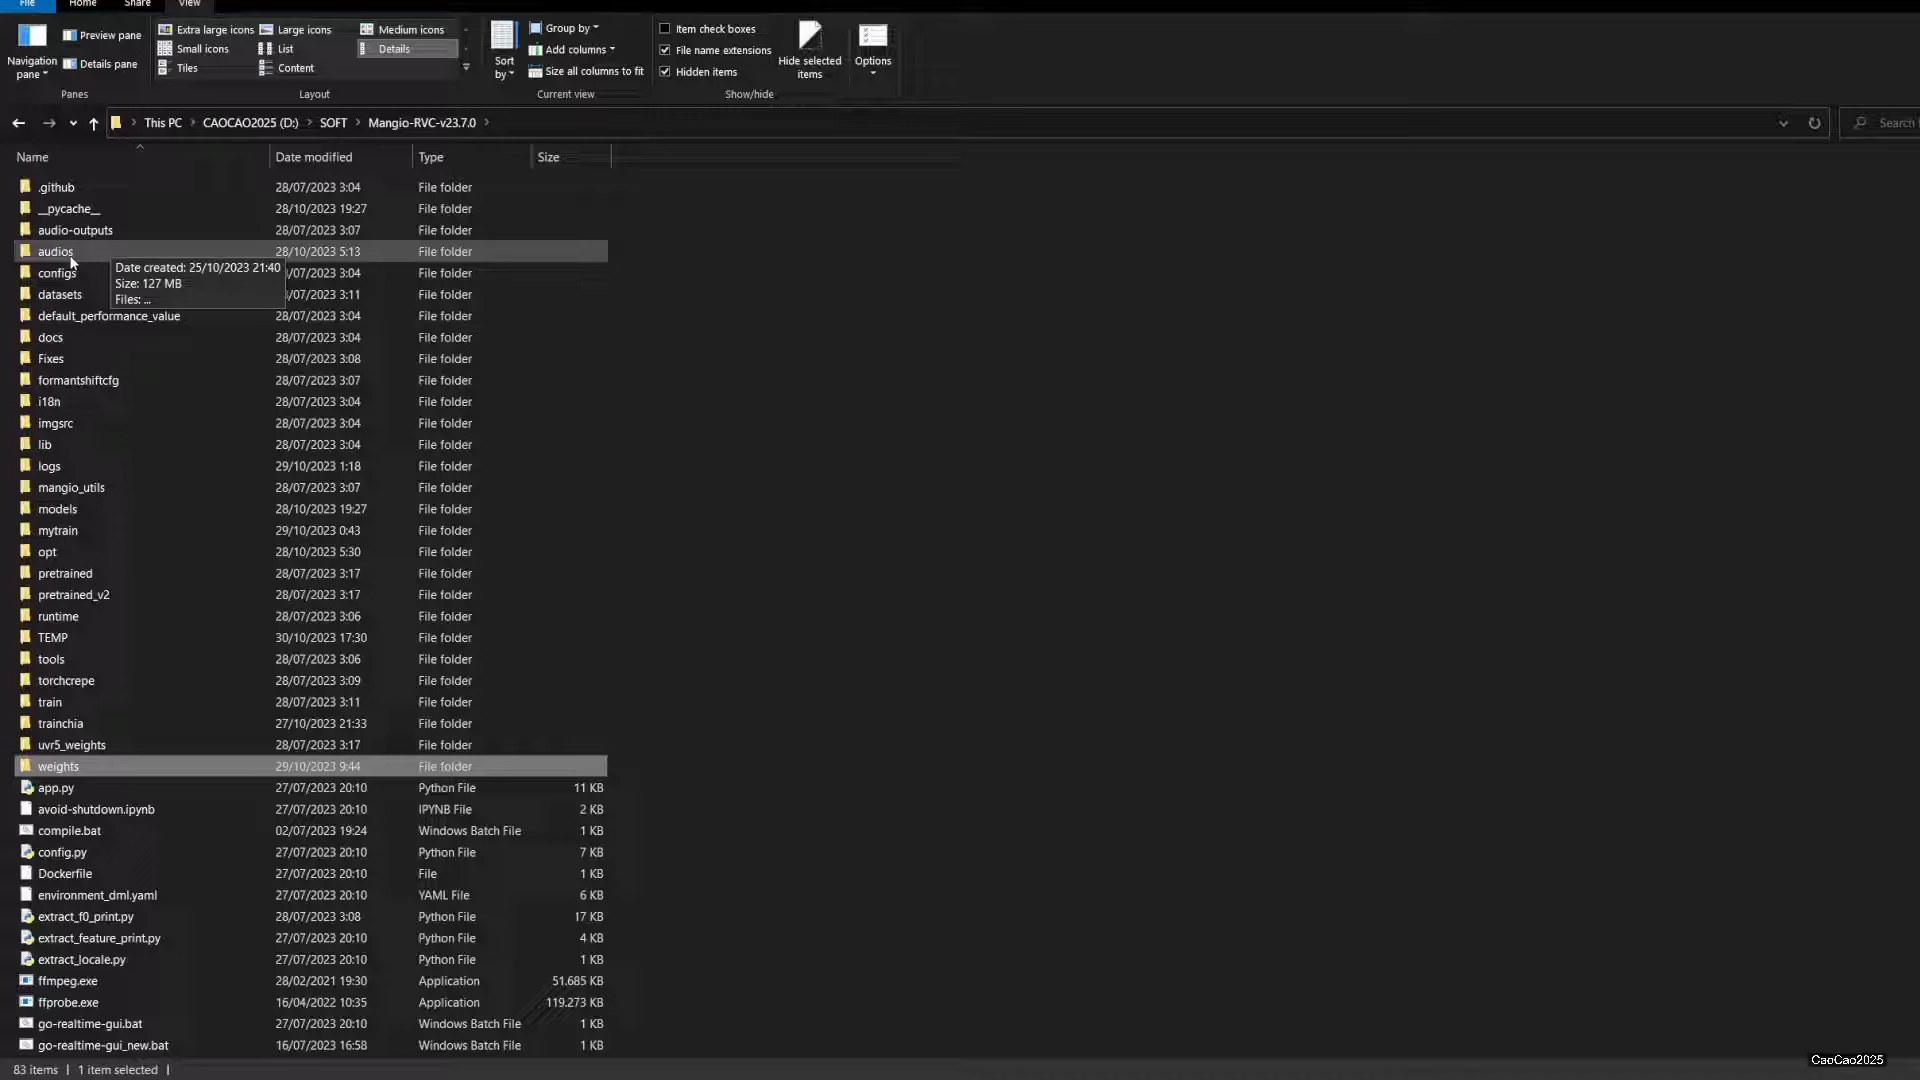 File Home Share View
Navigation pane Preview pane Details pane
Panes
Extra large icons Large icons Medium icons
Small icons List Details
Tiles Content
Layout
Sort by Group by Add columns Size all columns to fit
Current view
Item check boxes
File name extensions
Hidden items
Hide selected items
Show/hide
Options
This PC > CAOCAO2025 (D:) > SOFT > Mangio-RVC-v23.7.0 >
Search
Name Date modified Type Size
.github 28/07/2023 3:04 File folder
__pycache__ 28/10/2023 19:27 File folder
audio-outputs 28/07/2023 3:07 File folder
audios 28/10/2023 5:13 File folder
Date created: 25/10/2023 21:40
Size: 127 MB
Files: ...
configs /07/2023 3:04 File folder
datasets /07/2023 3:11 File folder
default_performance_value 28/07/2023 3:04 File folder
docs 28/07/2023 3:04 File folder
Fixes 28/07/2023 3:08 File folder
formantshiftcfg 28/07/2023 3:07 File folder
i18n 28/07/2023 3:04 File folder
imgsrc 28/07/2023 3:04 File folder
lib 28/07/2023 3:04 File folder
logs 29/10/2023 1:18 File folder
mangio_utils 28/07/2023 3:07 File folder
models 28/10/2023 19:27 File folder
mytrain 29/10/2023 0:43 File folder
opt 28/10/2023 5:30 File folder
pretrained 28/07/2023 3:17 File folder
pretrained_v2 28/07/2023 3:17 File folder
runtime 28/07/2023 3:06 File folder
TEMP 30/10/2023 17:30 File folder
tools 28/07/2023 3:06 File folder
torchcrepe 28/07/2023 3:09 File folder
train 28/07/2023 3:11 File folder
trainchia 27/10/2023 21:33 File folder
uvr5_weights 28/07/2023 3:17 File folder
weights 29/10/2023 9:44 File folder
app.py 27/07/2023 20:10 Python File 11 KB
avoid-shutdown.ipynb 27/07/2023 20:10 IPYNB File 2 KB
compile.bat 02/07/2023 19:24 Windows Batch File 1 KB
config.py 27/07/2023 20:10 Python File 7 KB
Dockerfile 27/07/2023 20:10 File 1 KB
environment_dml.yaml 27/07/2023 20:10 YAML File 6 KB
extract_f0_print.py 28/07/2023 3:08 Python File 17 KB
extract_feature_print.py 27/07/2023 20:10 Python File 4 KB
extract_locale.py 27/07/2023 20:10 Python File 1 KB
ffmpeg.exe 28/02/2021 19:30 Application 51.685 KB
ffprobe.exe 16/04/2022 10:35 Application 119.273 KB
go-realtime-gui.bat 27/07/2023 20:10 Windows Batch File 1 KB
go-realtime-gui_new.bat 16/07/2023 16:58 Windows Batch File 1 KB
83 items | 1 item selected |
CaoCao2025